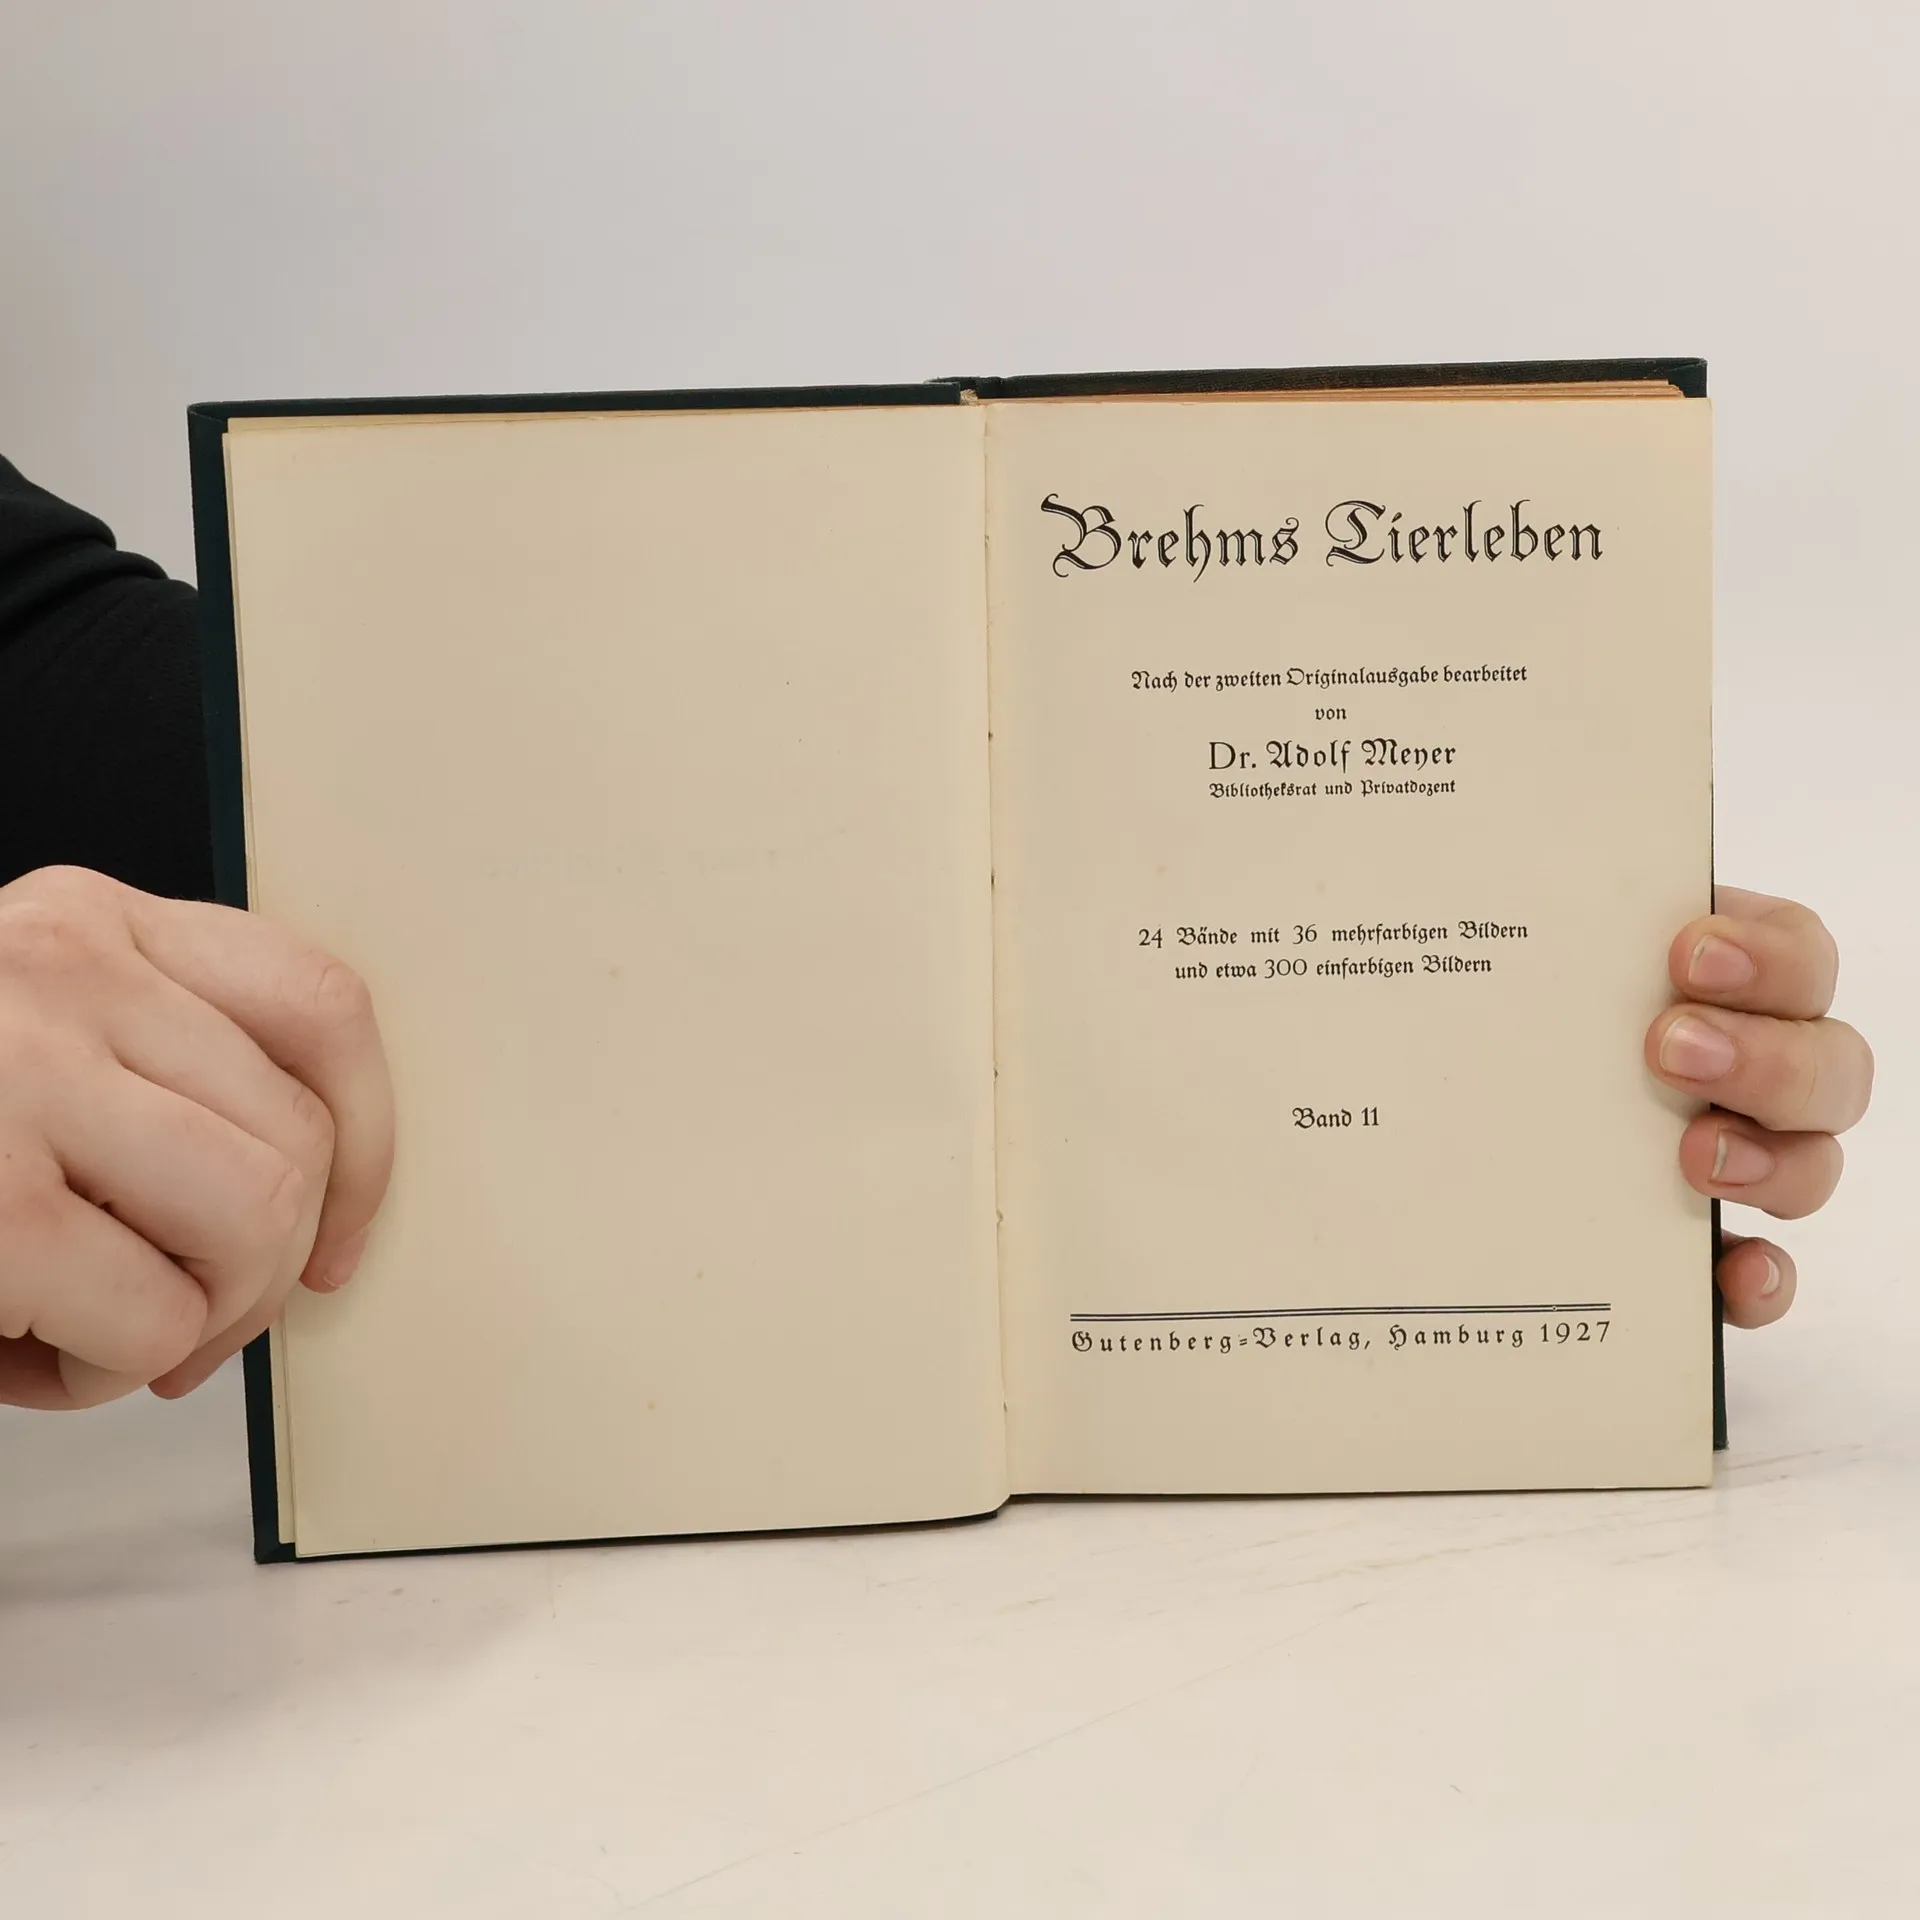 Brehms Tierleben
Nach der zweiten Originalausgabe bearbeitet
von
Dr. Adolf Meyer
Bibliotheksrat und Privatdozent
24 Bände mit 36 mehrfarbigen Bildern
und etwa 300 einfarbigen Bildern
Band 11
Gutenberg-Verlag, Hamburg 1927